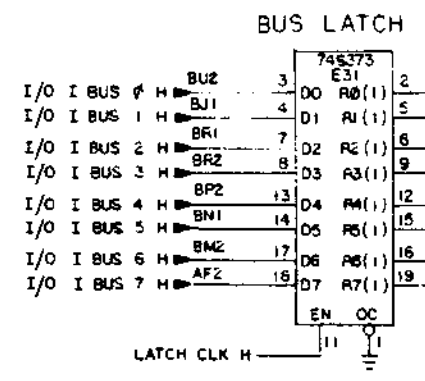 BUS LATCH
74S373
E31
I/O I BUS 0 H BU2 3 D0 R0(1) 2
I/O I BUS 1 H BJ1 4 D1 R1(1) 5
I/O I BUS 2 H BR1 7 D2 R2(1) 6
I/O I BUS 3 H BR2 8 D3 R3(1) 9
I/O I BUS 4 H BP2 13 D4 R4(1) 12
I/O I BUS 5 H BN1 14 D5 R5(1) 15
I/O I BUS 6 H BM2 17 D6 R6(1) 16
I/O I BUS 7 H AF2 18 D7 R7(1) 19
EN OC
11 1
LATCH CLK H